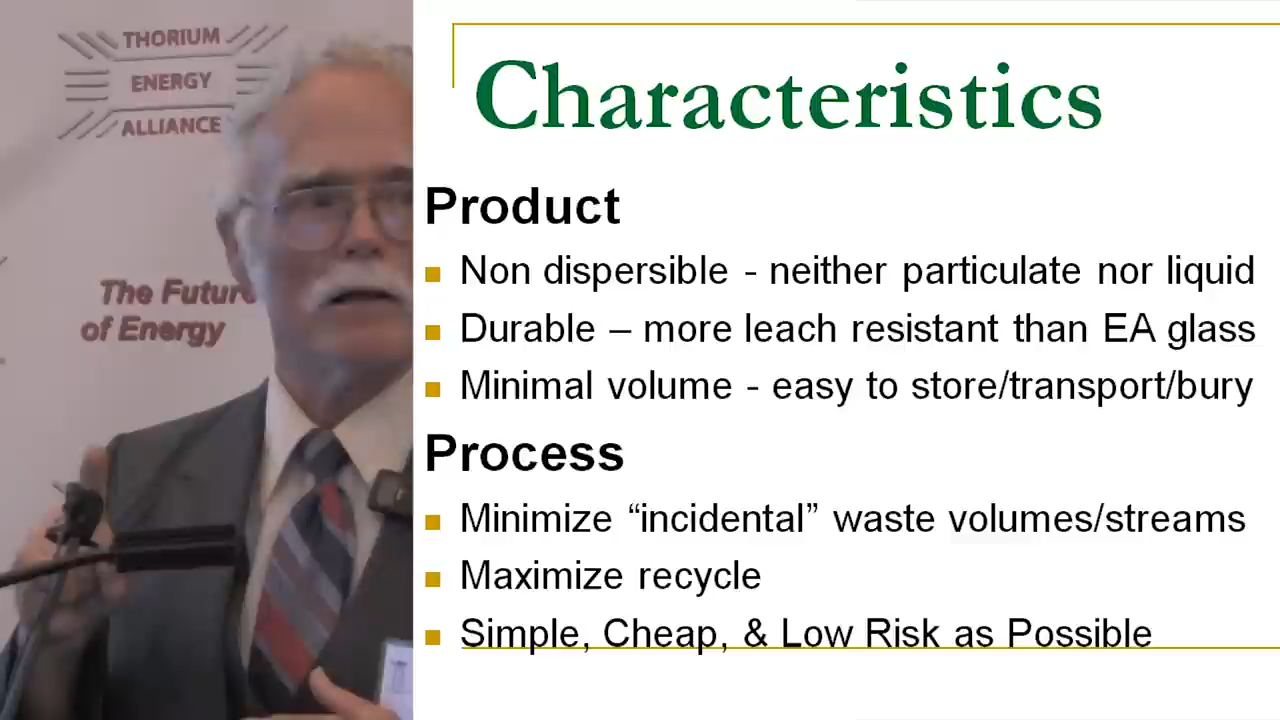 THORIUM
ENERGY
ALLIANCE
The Future
of Energy
Characteristics
Product
Non dispersible - neither particulate nor liquid
Durable – more leach resistant than EA glass
Minimal volume - easy to store/transport/bury
Process
Minimize “incidental” waste volumes/streams
Maximize recycle
Simple, Cheap, & Low Risk as Possible